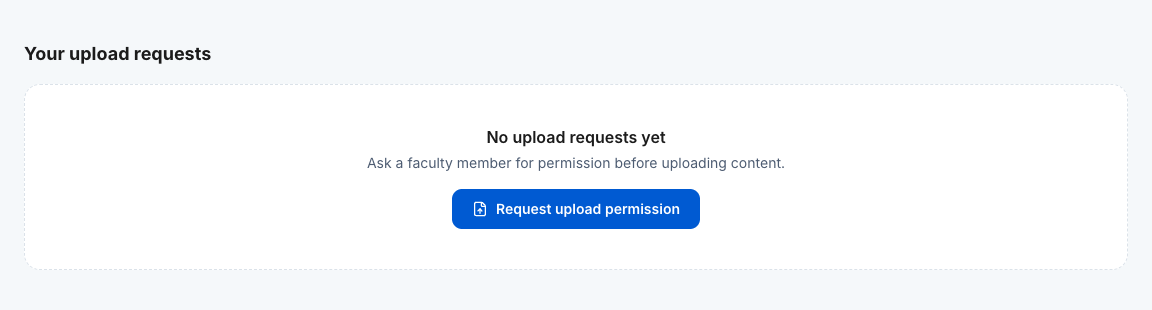 Your upload requests
No upload requests yet
Ask a faculty member for permission before uploading content.
Request upload permission